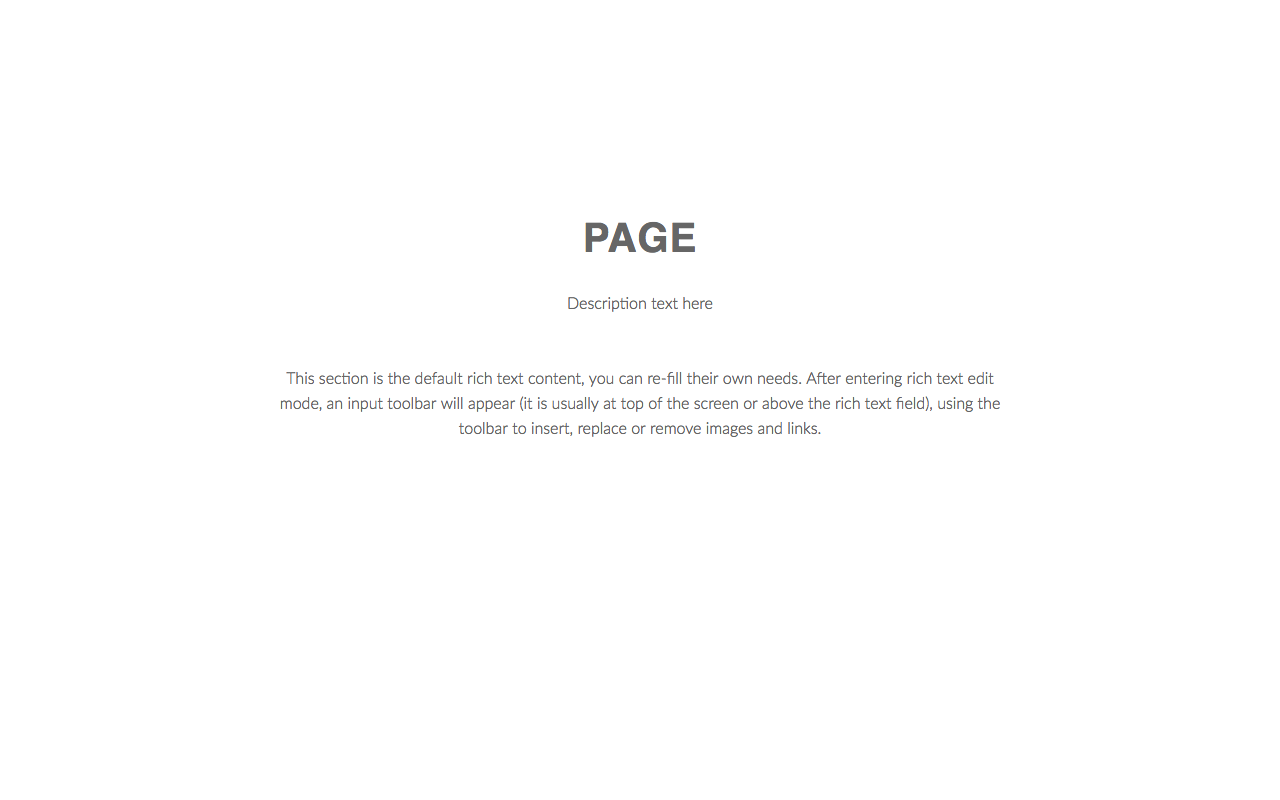 PAGE
Description text here
This section is the default rich text content, you can re-fill their own needs. After entering rich text edit
mode, an input toolbar will appear (it is usually at top of the screen or above the rich text field), using the
toolbar to insert, replace or remove images and links.